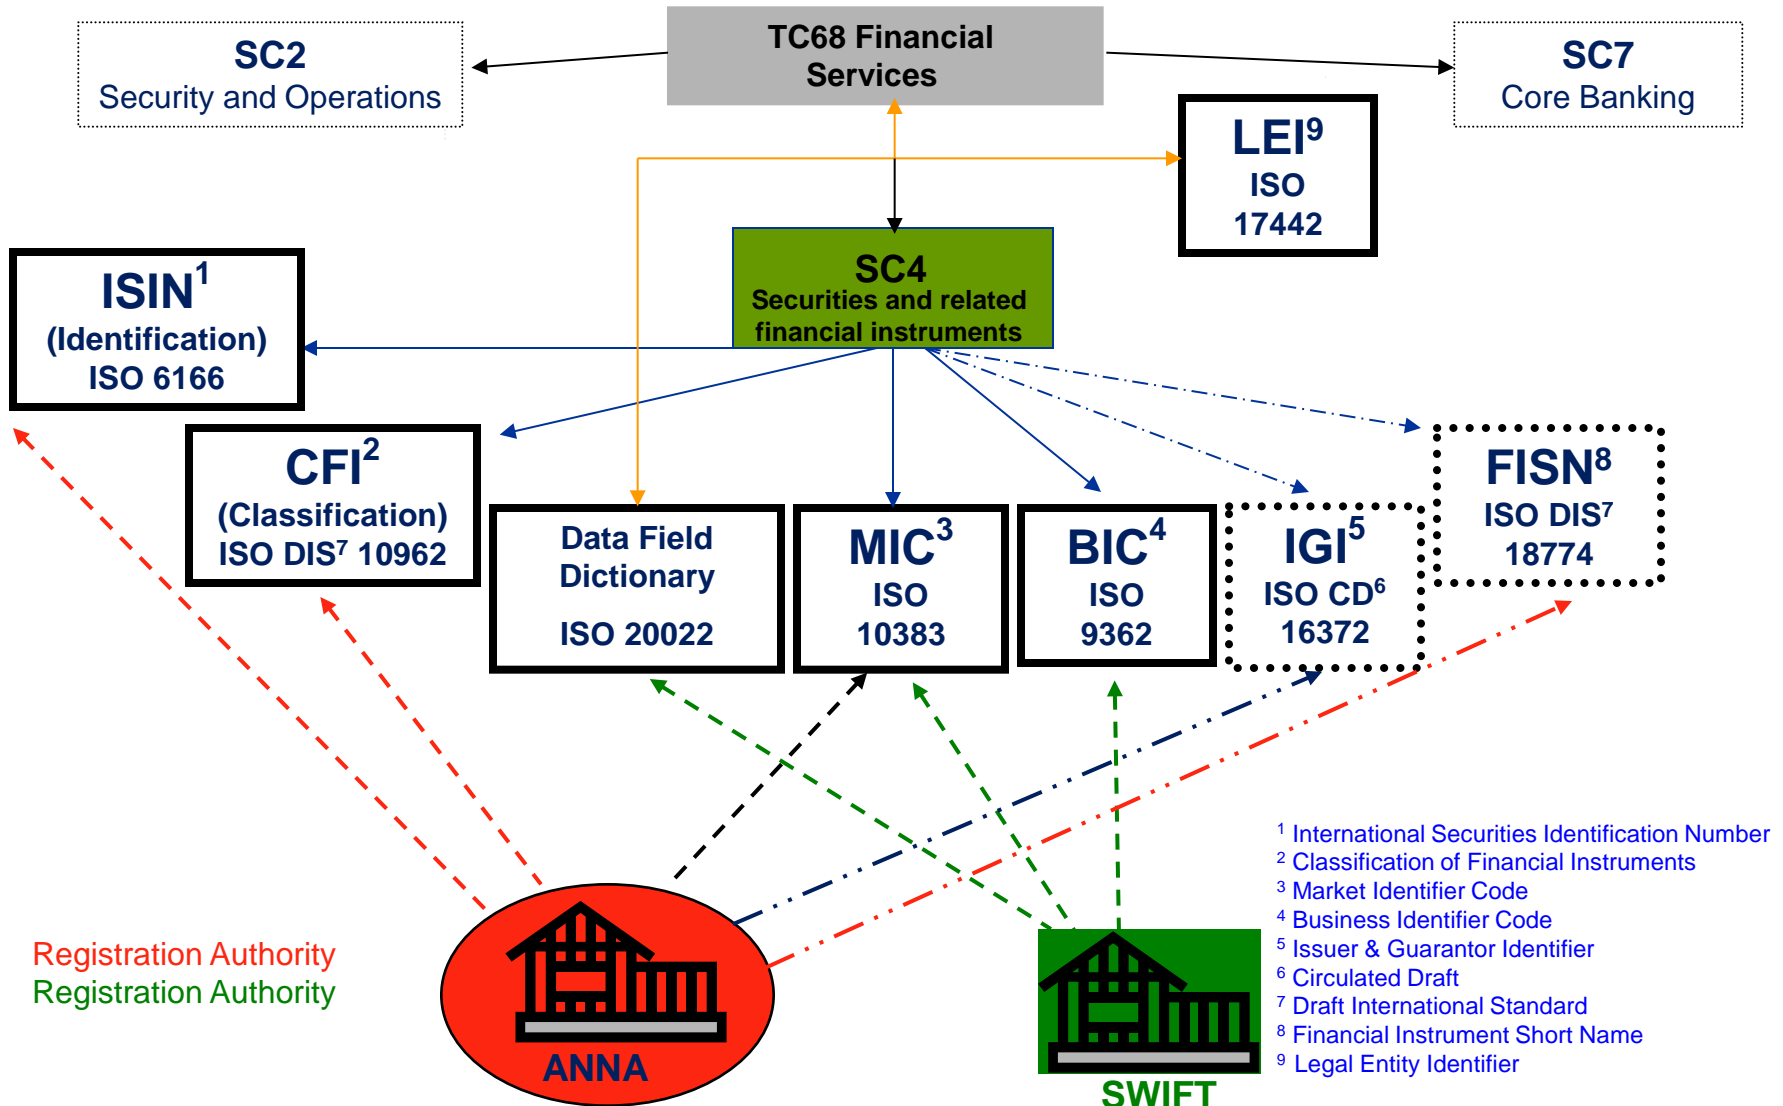 TC68 Financial
Services
SC2
Security and Operations
SC7
Core Banking
LEI⁹
ISO
17442
SC4
Securities and related
financial instruments
ISIN¹
(Identification)
ISO 6166
CFI²
(Classification)
ISO DIS⁷ 10962
Data Field
Dictionary
ISO 20022
MIC³
ISO
10383
BIC⁴
ISO
9362
IGI⁵
ISO CD⁶
16372
FISN⁸
ISO DIS⁷
18774
Registration Authority
Registration Authority
ANNA
SWIFT
¹ International Securities Identification Number
² Classification of Financial Instruments
³ Market Identifier Code
⁴ Business Identifier Code
⁵ Issuer & Guarantor Identifier
⁶ Circulated Draft
⁷ Draft International Standard
⁸ Financial Instrument Short Name
⁹ Legal Entity Identifier